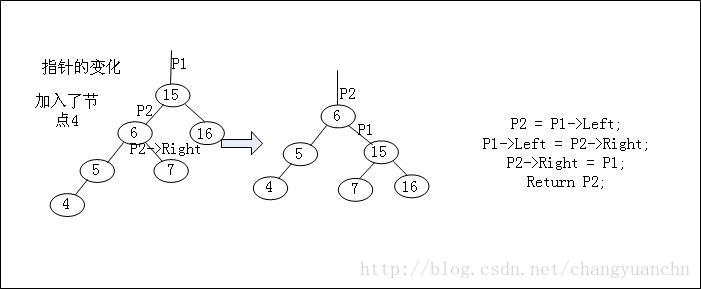 指针的变化
加入了节
点4
P1
15
P2
6
16
P2->Right
5
7
4
P2
6
P1
5
15
4
7
16
P2 = P1->Left;
P1->Left = P2->Right;
P2->Right = P1;
Return P2;
http://blog.csdn.net/changyuanchn